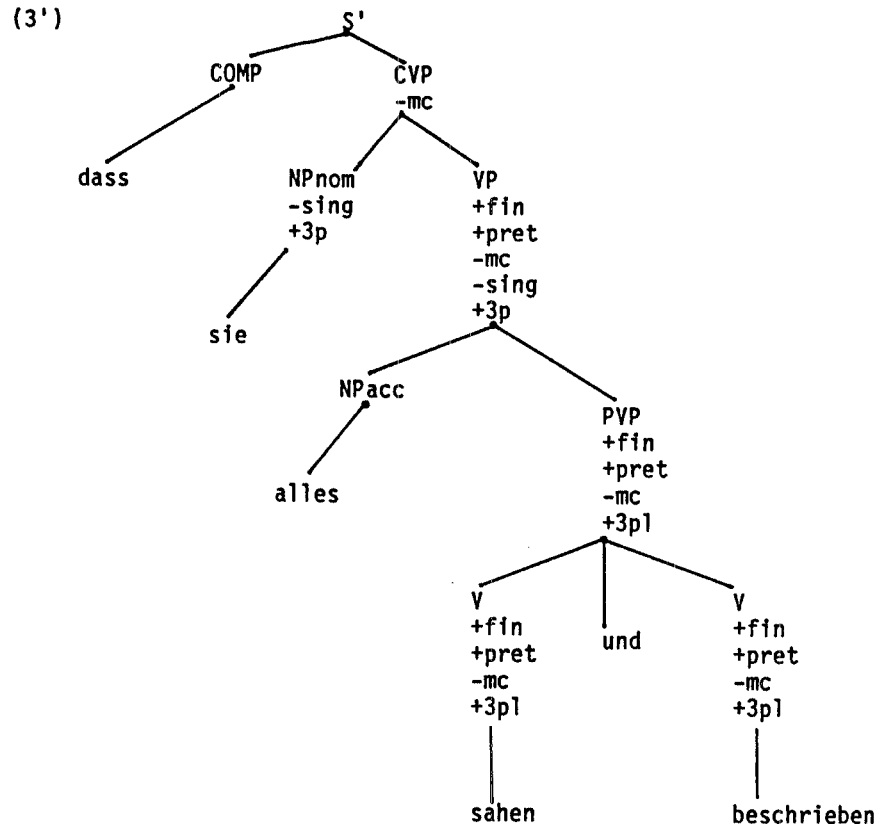 (3')
S'
COMP CVP
-mc
dass
NPnom VP
-sing +fin
+3p +pret
-mc
-sing
+3p
sie
NPacc
PVP
+fin
+pret
-mc
+3pl
alles
V und V
+fin +fin
+pret +pret
-mc -mc
+3pl +3pl
sahen beschrieben